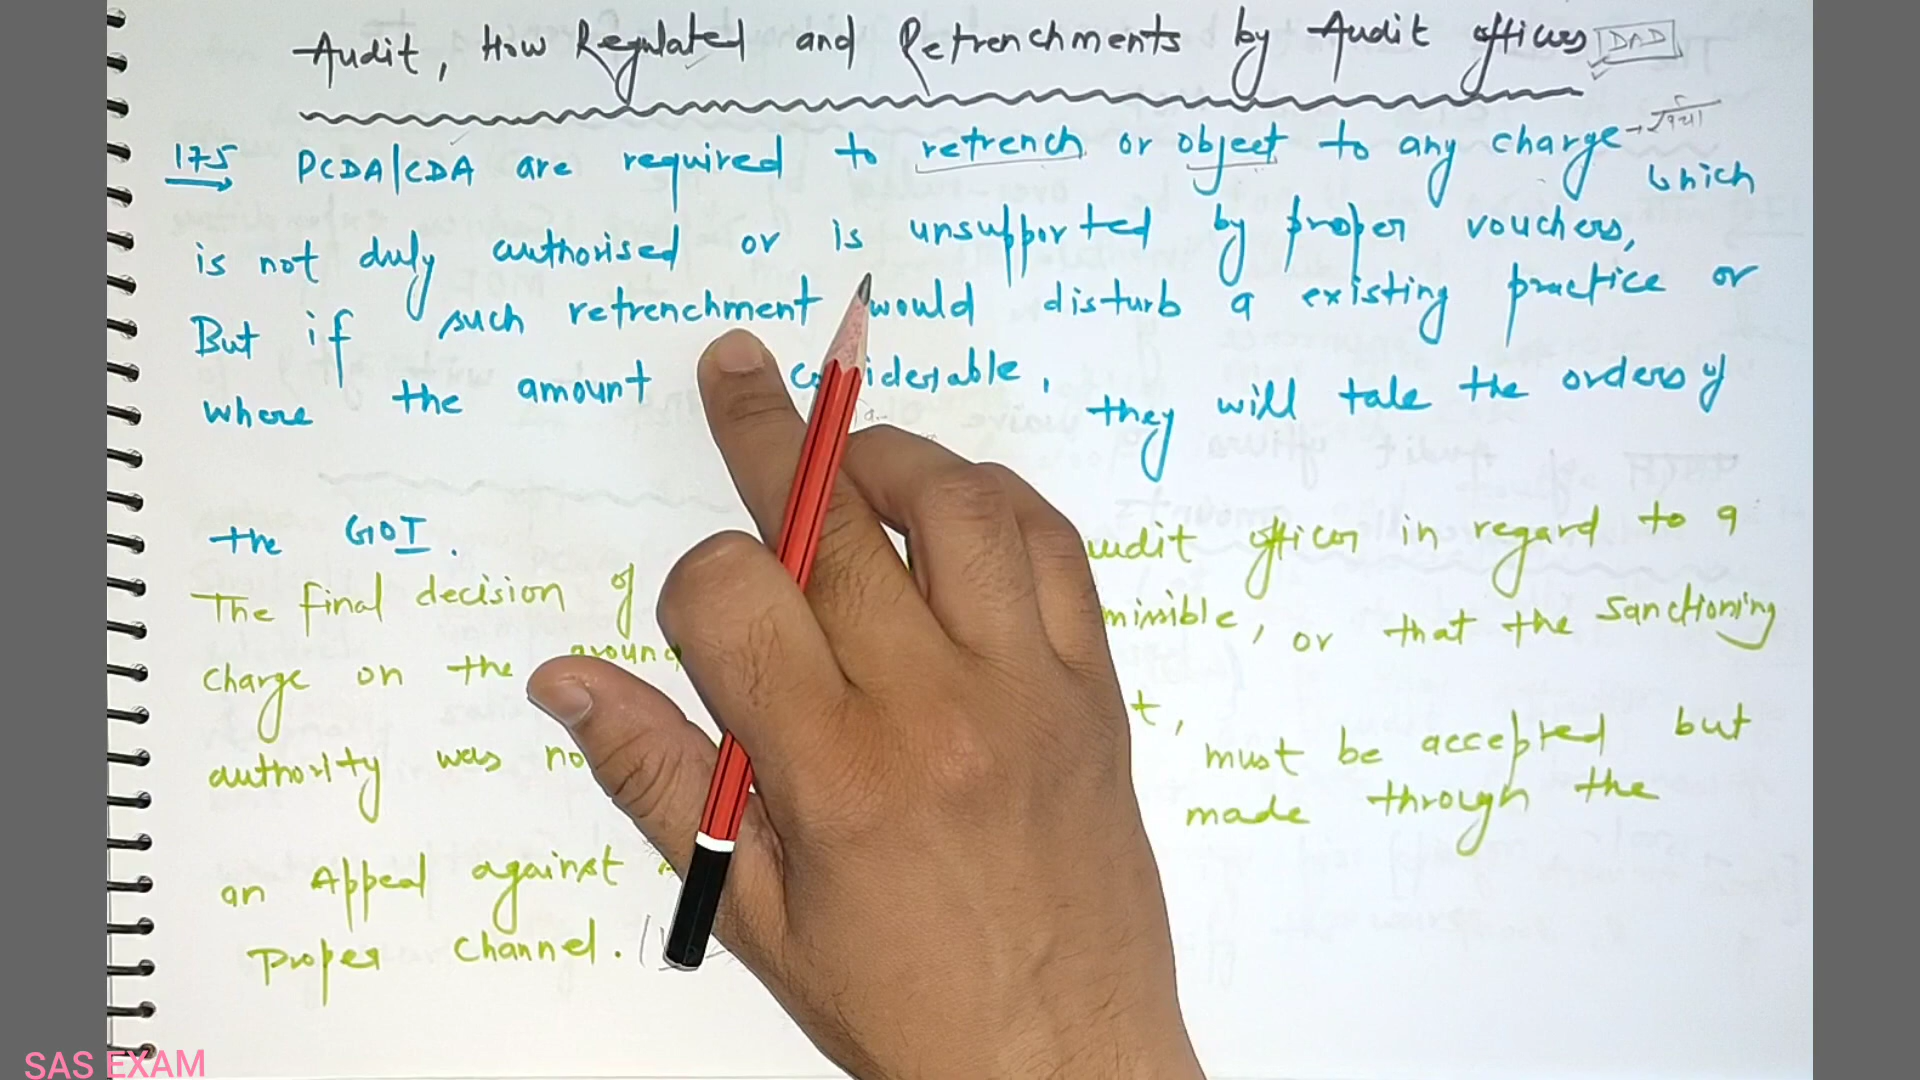 Audit, How Regulated and Retrenchments by Audit officers DAD
175 PCDA/CDA are required to retrench or object to any charge → रुपया which
is not duly authorised or is unsupported by proper vouchers,
But if such retrenchment would disturb a existing practice or
where the amount considerable, they will take the orders of
the GOI.
The final decision of audit officer in regard to a
charge on the or that the sanctioning
authority was must be accepted but
an Appeal against made through the
Proper channel.
SAS EXAM